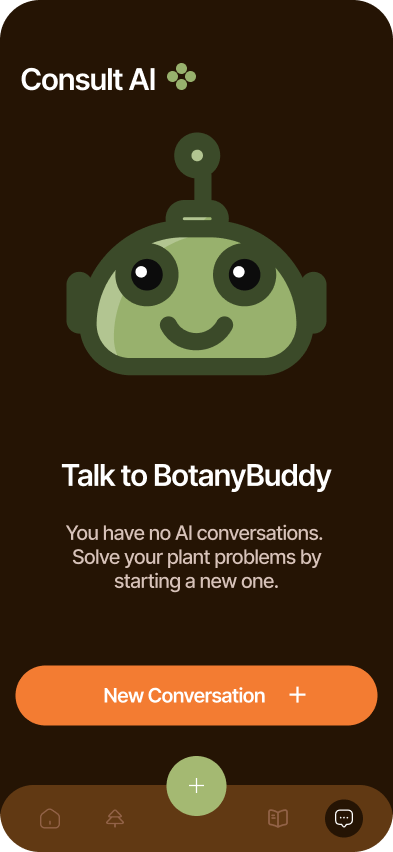 Consult AI
Talk to BotanyBuddy
You have no AI conversations.
Solve your plant problems by
starting a new one.
New Conversation +